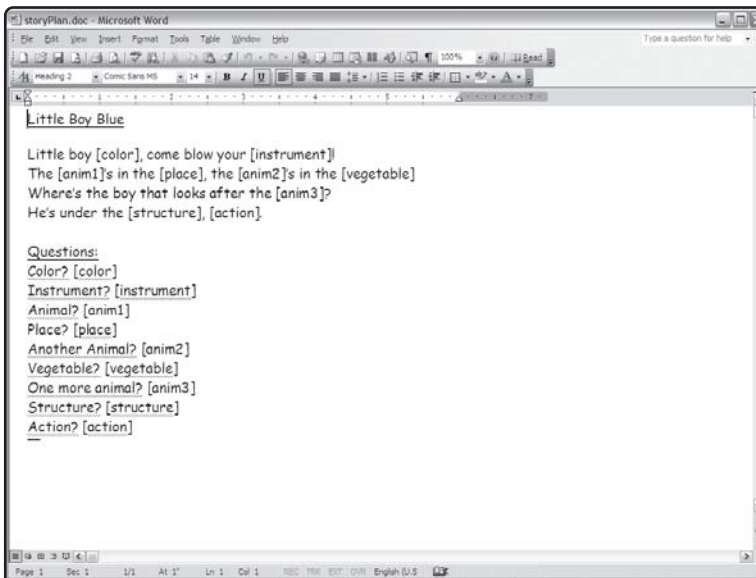 storyPlan.doc - Microsoft Word
File Edit View Insert Format Tools Table Window Help
Type a question for help
100%
Read
Heading 2 Comic Sans MS 14 B I U
Little Boy Blue
Little boy [color], come blow your [instrument]!
The [anim1]'s in the [place], the [anim2]'s in the [vegetable]
Where's the boy that looks after the [anim3]?
He's under the [structure], [action].
Questions:
Color? [color]
Instrument? [instrument]
Animal? [anim1]
Place? [place]
Another Animal? [anim2]
Vegetable? [vegetable]
One more animal? [anim3]
Structure? [structure]
Action? [action]
Page 1 Sec 1 1/1 At 1" Ln 1 Col 1 REC TRK EXT OVR English (U.S